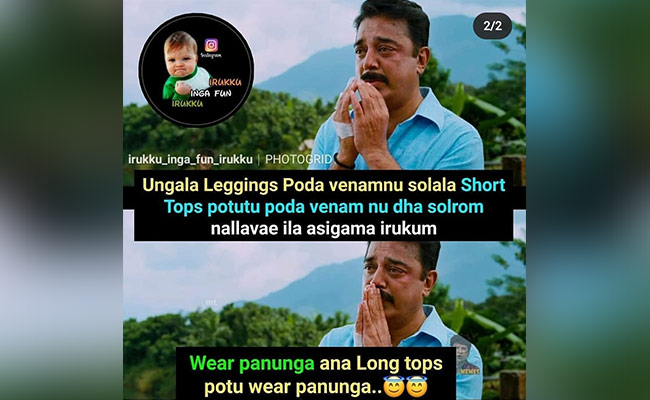 2/2
Instagram
IRUKKU
INGA FUN
IRUKKU
irukku_inga_fun_irukku | PHOTOGRID
Ungala Leggings Poda venamnu solala Short
Tops potutu poda venam nu dha solrom
nallavae ila asigama irukum
Wear panunga ana Long tops
potu wear panunga..😇😇